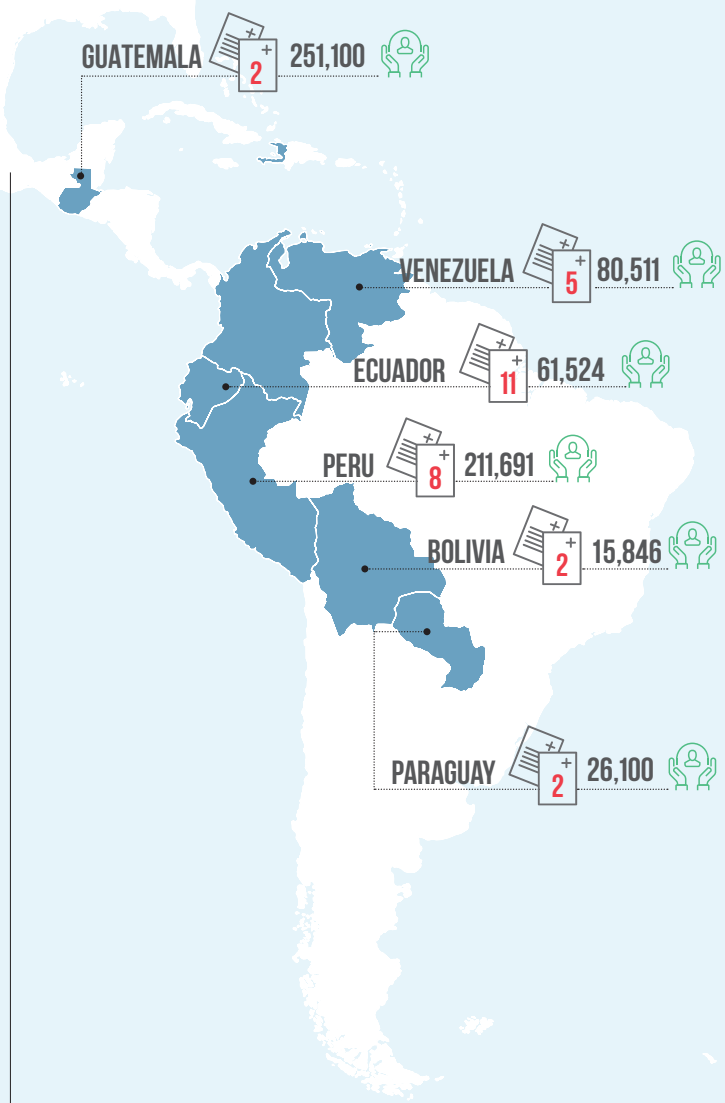 GUATEMALA 2 251,100
VENEZUELA 5 80,511
ECUADOR 11 61,524
PERU 8 211,691
BOLIVIA 2 15,846
PARAGUAY 2 26,100